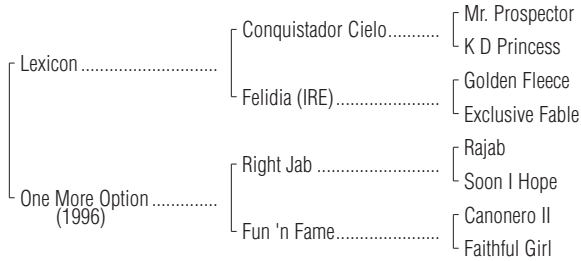 Mr. Prospector
Conquistador Cielo...........
K D Princess
Lexicon ............................
Golden Fleece
Felidia (IRE).....................
Exclusive Fable
Rajab
Right Jab .........................
Soon I Hope
One More Option .............
(1996)
Canonero II
Fun 'n Fame.....................
Faithful Girl